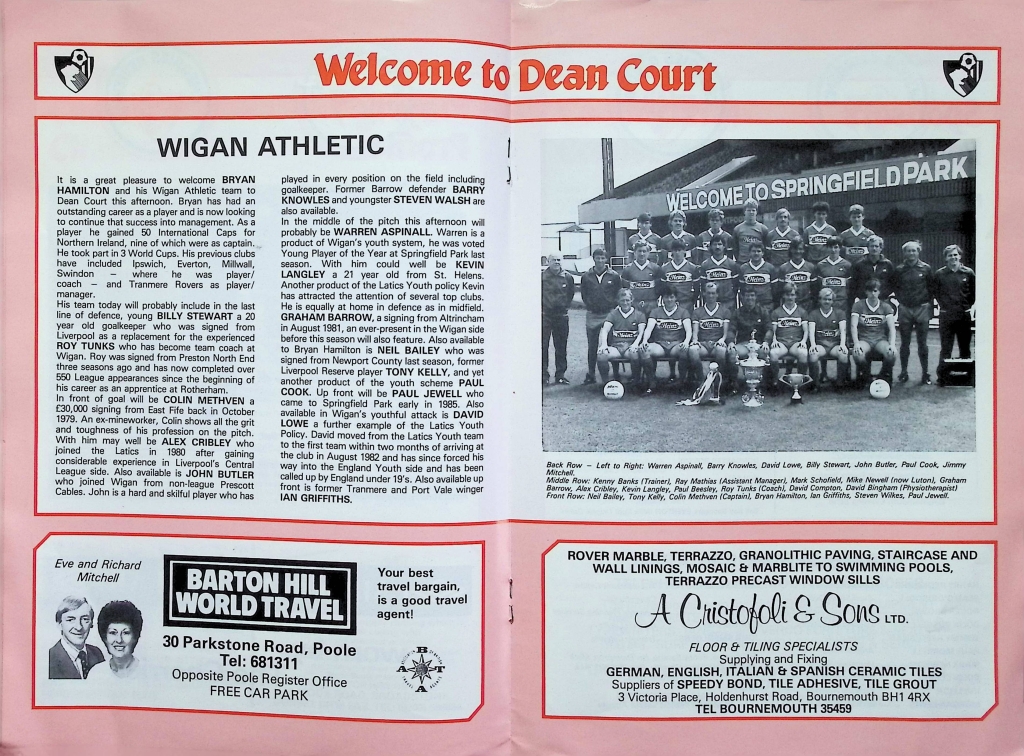 Welcome to Dean Court
WIGAN ATHLETIC
It is a great pleasure to welcome BRYAN
HAMILTON and his Wigan Athletic team to
Dean Court this afternoon. Bryan has had an
outstanding career as a player and is now looking
to continue that success into management. As a
player he gained 50 International Caps for
Northern Ireland, nine of which were as captain.
He took part in 3 World Cups. His previous clubs
have included Ipswich, Everton, Millwall,
Swindon — where he was player/
coach — and Tranmere Rovers as player/
manager.
His team today will probably include in the last
line of defence, young BILLY STEWART a 20
year old goalkeeper who was signed from
Liverpool as a replacement for the experienced
ROY TUNKS who has become team coach at
Wigan. Roy was signed from Preston North End
three seasons ago and has now completed over
550 League appearances since the beginning of
his career as an apprentice at Rotherham.
In front of goal will be COLIN METHVEN a
£30,000 signing from East Fife back in October
1979. An ex-mineworker, Colin shows all the grit
and toughness of his profession on the pitch.
With him may well be ALEX CRIBLEY who
joined the Latics in 1980 after gaining
considerable experience in Liverpool's Central
League side. Also available is JOHN BUTLER
who joined Wigan from non-league Prescott
Cables. John is a hard and skilful player who has
played in every position on the field including
goalkeeper. Former Barrow defender BARRY
KNOWLES and youngster STEVEN WALSH are
also available.
In the middle of the pitch this afternoon will
probably be WARREN ASPINALL. Warren is a
product of Wigan's youth system, he was voted
Young Player of the Year at Springfield Park last
season. With him could well be KEVIN
LANGLEY a 21 year old from St. Helens.
Another product of the Latics Youth policy Kevin
has attracted the attention of several top clubs.
He is equally at home in defence as in midfield.
GRAHAM BARROW, a signing from Altrincham
in August 1981, an ever-present in the Wigan side
before this season will also feature. Also available
to Bryan Hamilton is NEIL BAILEY who was
signed from Newport County last season, former
Liverpool Reserve player TONY KELLY, and yet
another product of the youth scheme PAUL
COOK. Up front will be PAUL JEWELL who
came to Springfield Park early in 1985. Also
available in Wigan's youthful attack is DAVID
LOWE a further example of the Latics Youth
Policy. David moved from the Latics Youth team
to the first team within two months of arriving at
the club in August 1982 and has since forced his
way into the England Youth side and has been
called up by England under 19's. Also available up
front is former Tranmere and Port Vale winger
IAN GRIFFITHS.
WELCOME TO SPRINGFIELD PARK
Back Row – Left to Right: Warren Aspinall, Barry Knowles, David Lowe, Billy Stewart, John Butler, Paul Cook, Jimmy
Mitchell.
Middle Row: Kenny Banks (Trainer), Ray Mathias (Assistant Manager), Mark Schofield, Mike Newell (now Luton), Graham
Barrow, Alex Cribley, Kevin Langley, Paul Beesley, Roy Tunks (Coach), David Compton, David Bingham (Physiotherapist)
Front Row: Neil Bailey, Tony Kelly, Colin Methven (Captain), Bryan Hamilton, Ian Griffiths, Steven Wilkes, Paul Jewell.
Eve and Richard
Mitchell
BARTON HILL
WORLD TRAVEL
Your best
travel bargain,
is a good travel
agent!
30 Parkstone Road, Poole
Tel: 681311
Opposite Poole Register Office
FREE CAR PARK
ABTA
ROVER MARBLE, TERRAZZO, GRANOLITHIC PAVING, STAIRCASE AND
WALL LININGS, MOSAIC & MARBLITE TO SWIMMING POOLS,
TERRAZZO PRECAST WINDOW SILLS
A Cristofoli & Sons LTD.
FLOOR & TILING SPECIALISTS
Supplying and Fixing
GERMAN, ENGLISH, ITALIAN & SPANISH CERAMIC TILES
Suppliers of SPEEDY BOND, TILE ADHESIVE, TILE GROUT
3 Victoria Place, Holdenhurst Road, Bournemouth BH1 4RX
TEL BOURNEMOUTH 35459